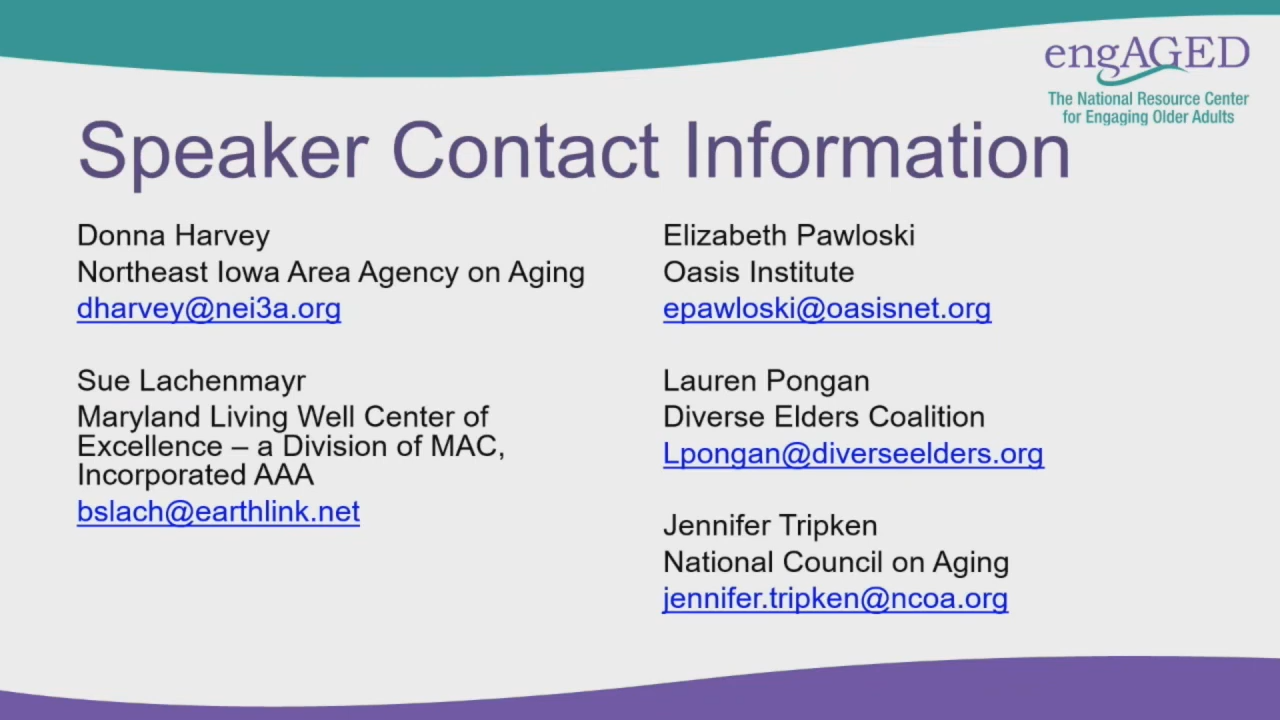 engAGED
The National Resource Center
for Engaging Older Adults
Speaker Contact Information
Donna Harvey
Northeast Iowa Area Agency on Aging
dharvey@nei3a.org
Sue Lachenmayr
Maryland Living Well Center of
Excellence – a Division of MAC,
Incorporated AAA
bslach@earthlink.net
Elizabeth Pawloski
Oasis Institute
epawloski@oasisnet.org
Lauren Pongan
Diverse Elders Coalition
Lpongan@diverseelders.org
Jennifer Tripken
National Council on Aging
jennifer.tripken@ncoa.org